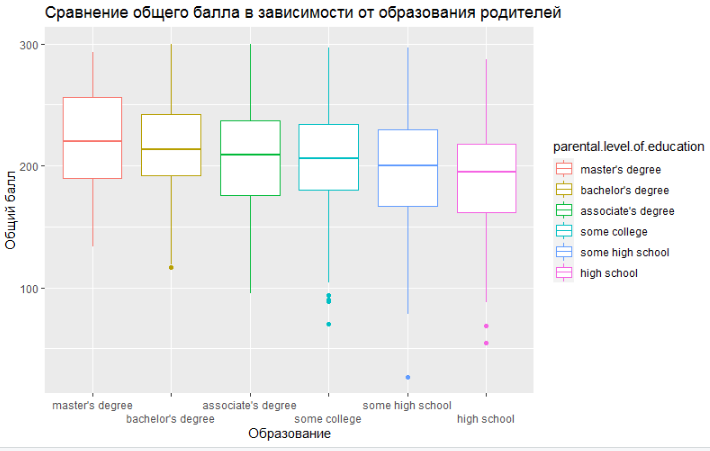 Сравнение общего балла в зависимости от образования родителей
300
200
100
Общий балл
master's degree
bachelor's degree
associate's degree
some college
some high school
high school
Образование
parental.level.of.education
master's degree
bachelor's degree
associate's degree
some college
some high school
high school